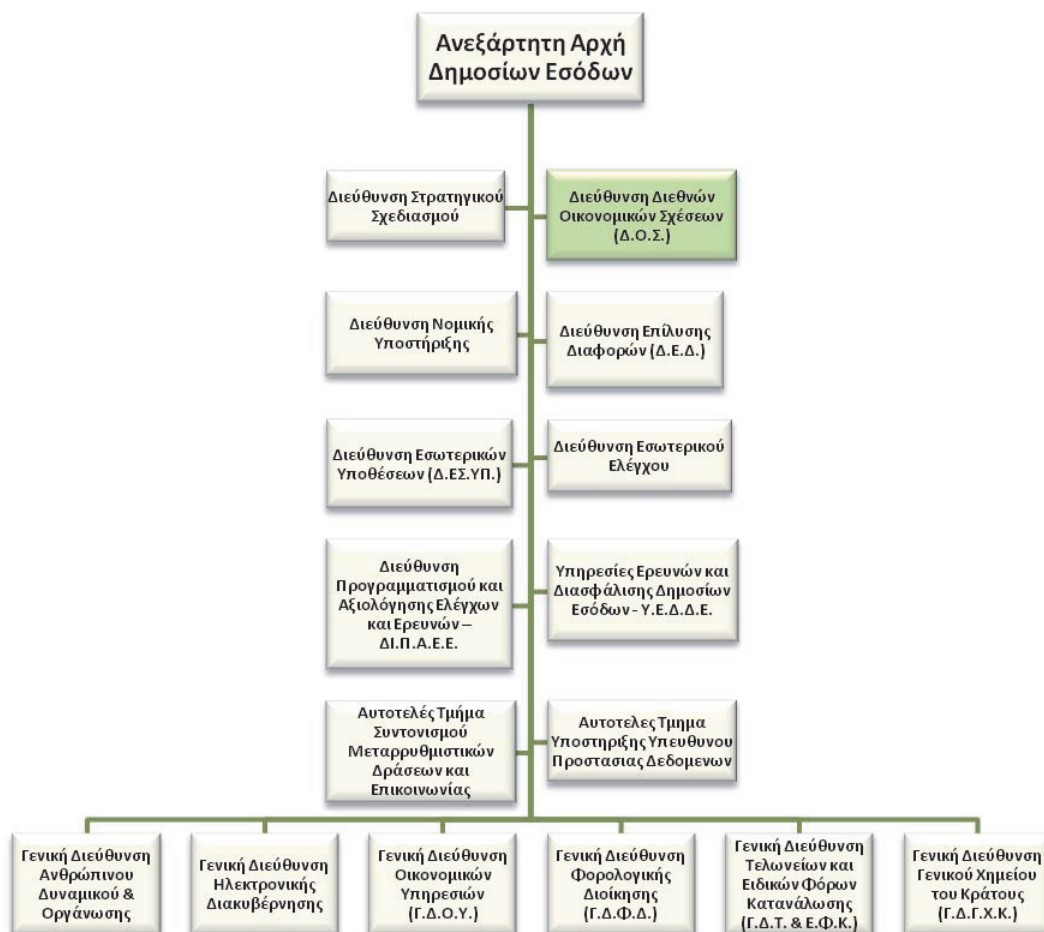 Ανεξάρτητη Αρχή
Δημοσίων Εσόδων
Διεύθυνση Στρατηγικού
Σχεδιασμού
Διεύθυνση Διεθνών
Οικονομικών Σχέσεων
(Δ.Ο.Σ.)
Διεύθυνση Νομικής
Υποστήριξης
Διεύθυνση Επίλυσης
Διαφορών (Δ.Ε.Δ.)
Διεύθυνση Εσωτερικών
Υποθέσεων (Δ.ΕΣ.ΥΠ.)
Διεύθυνση Εσωτερικού
Ελέγχου
Διεύθυνση
Προγραμματισμού και
Αξιολόγησης Ελέγχων
και Ερευνών –
ΔΙ.Π.Α.Ε.Ε.
Υπηρεσίες Ερευνών και
Διασφάλισης Δημοσίων
Εσόδων - Υ.Ε.Δ.Δ.Ε.
Αυτοτελές Τμήμα
Συντονισμού
Μεταρρυθμιστικών
Δράσεων και
Επικοινωνίας
Αυτοτελες Τμημα
Υποστηριξης Υπευθυνου
Προστασιας Δεδομενων
Γενική Διεύθυνση
Ανθρώπινου
Δυναμικού &
Οργάνωσης
Γενική Διεύθυνση
Ηλεκτρονικής
Διακυβέρνησης
Γενική Διεύθυνση
Οικονομικών
Υπηρεσιών
(Γ.Δ.Ο.Υ.)
Γενική Διεύθυνση
Φορολογικής
Διοίκησης
(Γ.Δ.Φ.Δ.)
Γενική Διεύθυνση
Τελωνείων και
Ειδικών Φόρων
Κατανάλωσης
(Γ.Δ.Τ. & Ε.Φ.Κ.)
Γενική Διεύθυνση
Γενικού Χημείου
του Κράτους
(Γ.Δ.Γ.Χ.Κ.)